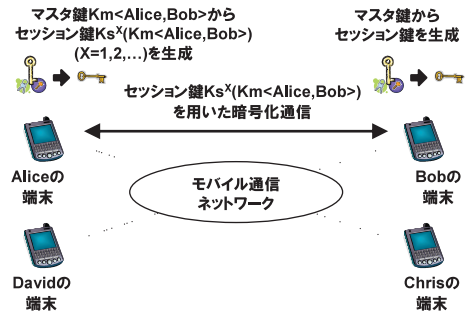 マスタ鍵Km<Alice,Bob>から
セッション鍵Ksˣ(Km<Alice,Bob>)
(X=1,2,...)を生成
マスタ鍵から
セッション鍵を生成
セッション鍵Ksˣ(Km<Alice,Bob>)
を用いた暗号化通信
Aliceの
端末
Bobの
端末
モバイル通信
ネットワーク
Davidの
端末
Chrisの
端末